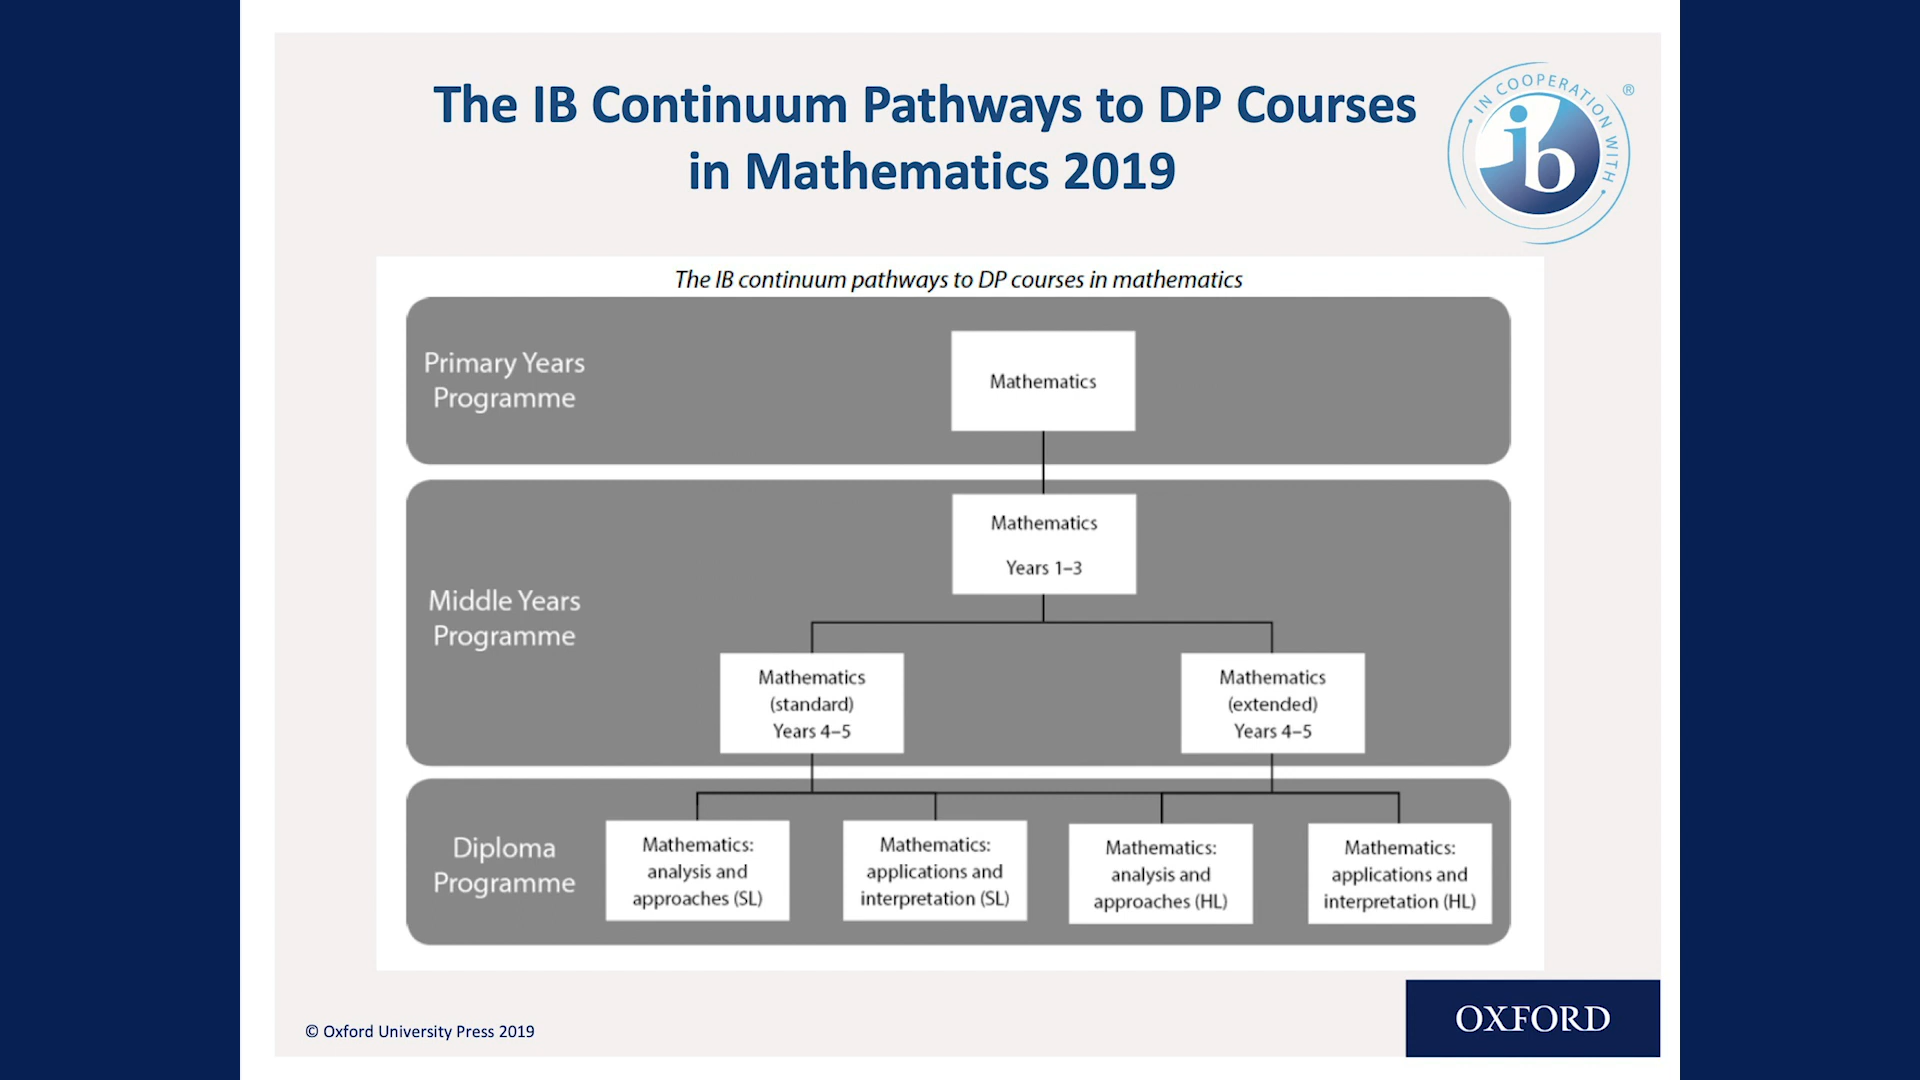 The IB Continuum Pathways to DP Courses
in Mathematics 2019
IN COOPERATION WITH
®
ib
The IB continuum pathways to DP courses in mathematics
Primary Years
Programme
Mathematics
Middle Years
Programme
Mathematics
Years 1–3
Mathematics
(standard)
Years 4–5
Mathematics
(extended)
Years 4–5
Diploma
Programme
Mathematics:
analysis and
approaches (SL)
Mathematics:
applications and
interpretation (SL)
Mathematics:
analysis and
approaches (HL)
Mathematics:
applications and
interpretation (HL)
© Oxford University Press 2019
OXFORD